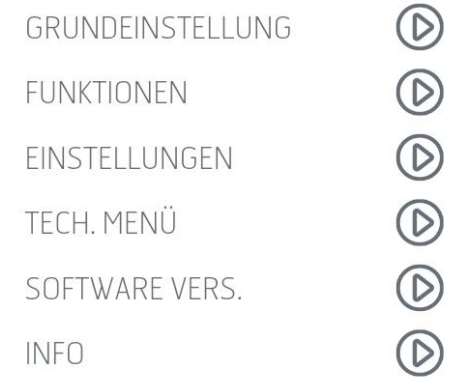 GRUNDEINSTELLUNG
FUNKTIONEN
EINSTELLUNGEN
TECH. MENÜ
SOFTWARE VERS.
INFO